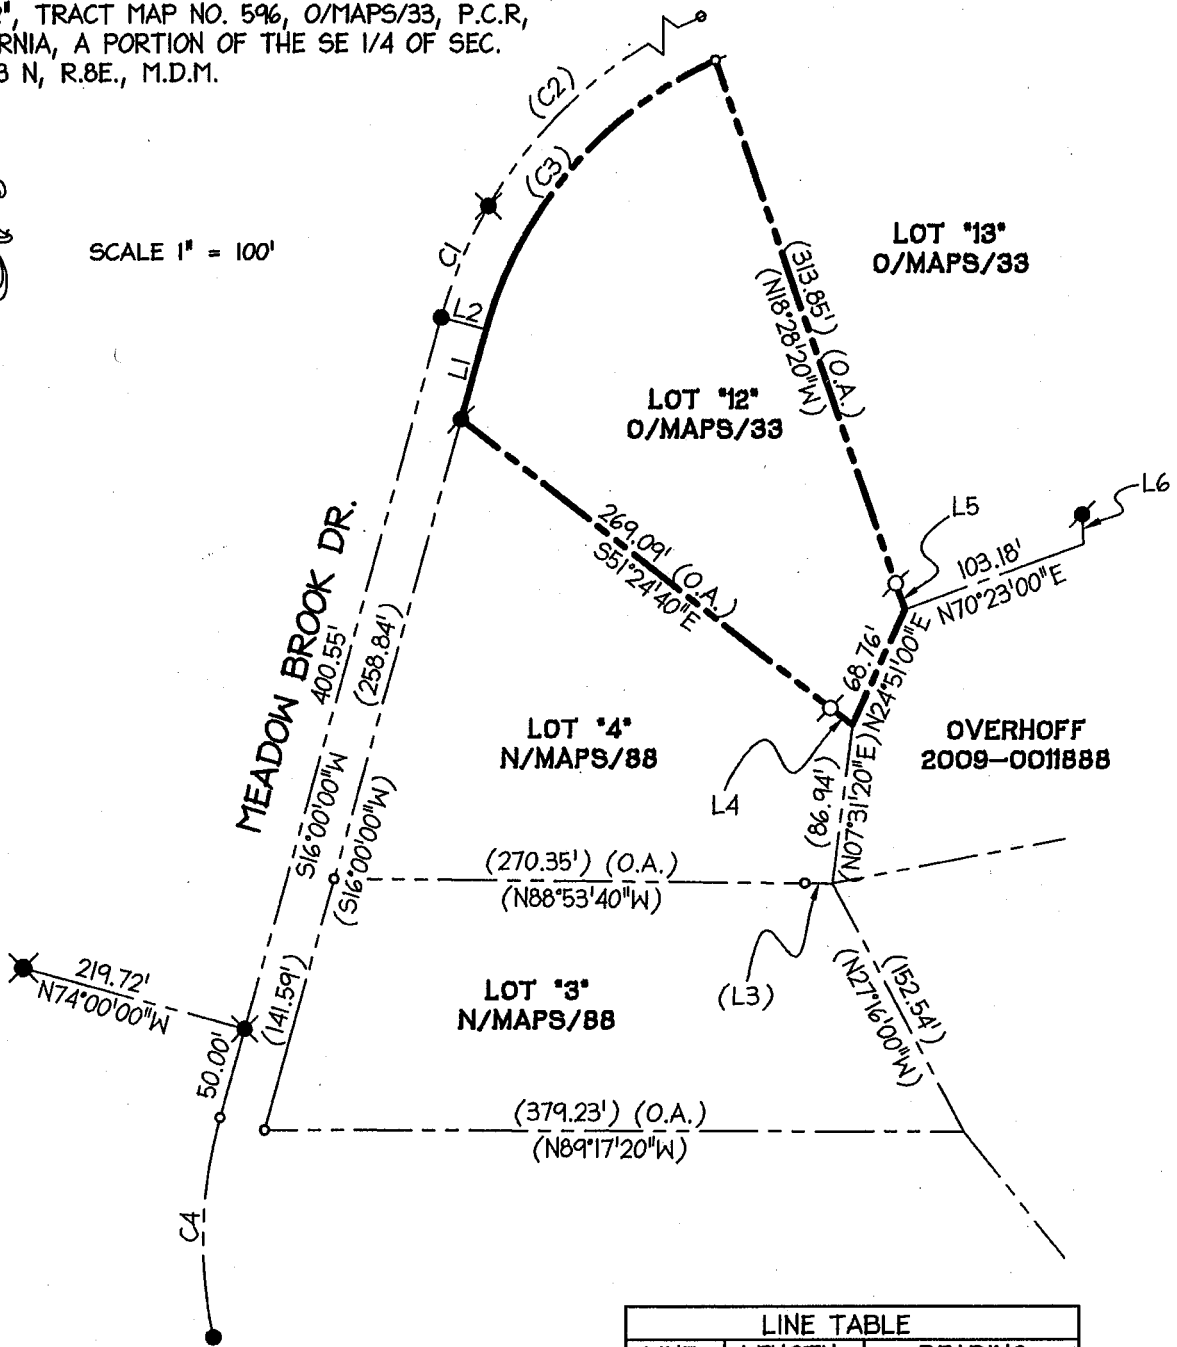 ", TRACT MAP NO. 596, O/MAPS/33, P.C.R,
RNIA, A PORTION OF THE SE 1/4 OF SEC.
3 N, R.8E., M.D.M.
SCALE 1" = 100'
(C2)
(C3)
C1
L2
L1
LOT "13"
O/MAPS/33
(313.85') (O.A.)
(N18°28'20"W)
LOT "12"
O/MAPS/33
L6
L5
103.18'
N70°23'00"E
269.09' (O.A.)
S51°24'40"E
68.76'
N24°51'00"E
MEADOW BROOK DR.
400.55'
S16°00'00"W
(258.84')
(S16°00'00"W)
LOT "4"
N/MAPS/88
OVERHOFF
2009-0011888
L4
(86.94')
(N07°31'20"E)
(270.35') (O.A.)
(N88°53'40"W)
(L3)
219.72'
N74°00'00"W
LOT "3"
N/MAPS/88
(141.59')
50.00'
(152.54')
(N27°16'00"W)
(379.23') (O.A.)
(N89°17'20"W)
C4
LINE TABLE